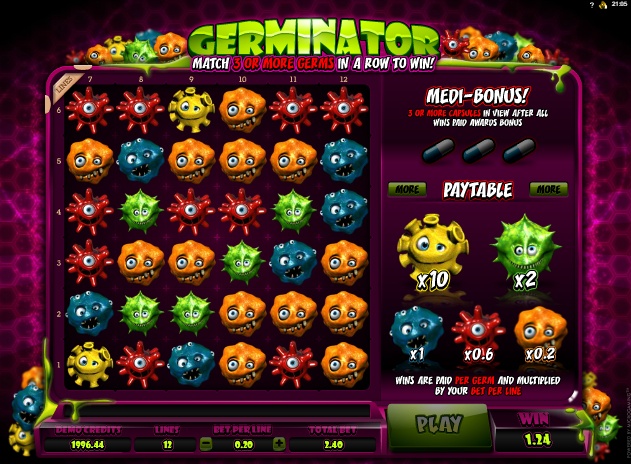 ? 21:05
GERMINATOR
MATCH 3 OR MORE GERMS IN A ROW TO WIN!
LINES
7 8 9 10 11 12
6
5
4
3
2
1
MEDI-BONUS!
3 OR MORE CAPSULES IN VIEW AFTER ALL
WINS PAID AWARDS BONUS
MORE PAYTABLE MORE
x10 x2
x1 x0.6 x0.2
WINS ARE PAID PER GERM AND MULTIPLIED
BY YOUR BET PER LINE
DEMO CREDITS LINES BET PER LINE TOTAL BET
1996.44 12 - 0.20 + 2.40
PLAY
WIN
1.24